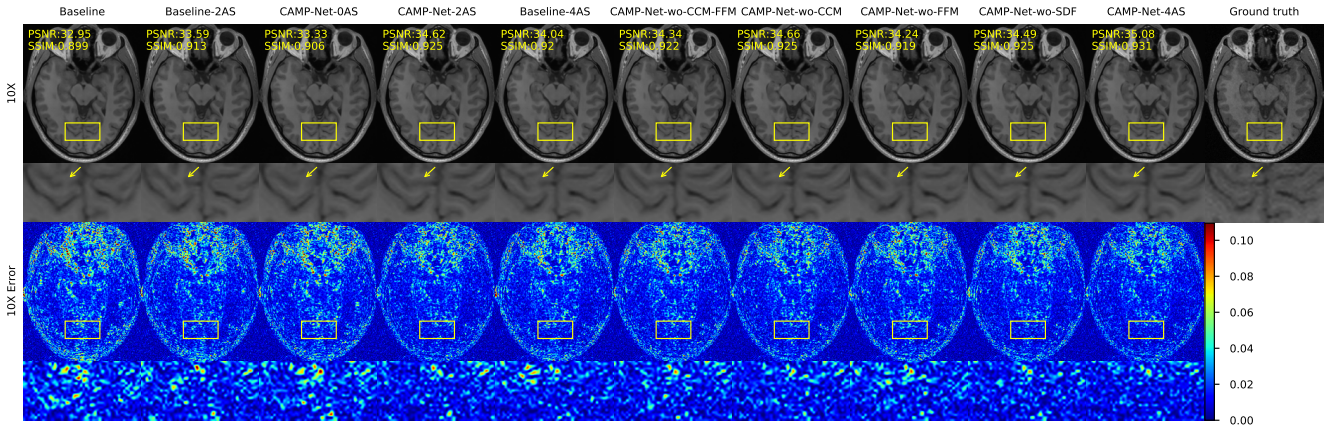 Baseline Baseline-2AS CAMP-Net-0AS CAMP-Net-2AS Baseline-4AS CAMP-Net-wo-CCM-FFM CAMP-Net-wo-CCM CAMP-Net-wo-FFM CAMP-Net-wo-SDF CAMP-Net-4AS Ground truth
PSNR:32.95 PSNR:33.59 PSNR:33.33 PSNR:34.62 PSNR:34.04 PSNR:34.34 PSNR:34.66 PSNR:34.24 PSNR:34.49 PSNR:35.08
SSIM:0.899 SSIM:0.913 SSIM:0.906 SSIM:0.925 SSIM:0.92 SSIM:0.922 SSIM:0.925 SSIM:0.919 SSIM:0.925 SSIM:0.931
10X
10X Error
0.10
0.08
0.06
0.04
0.02
0.00